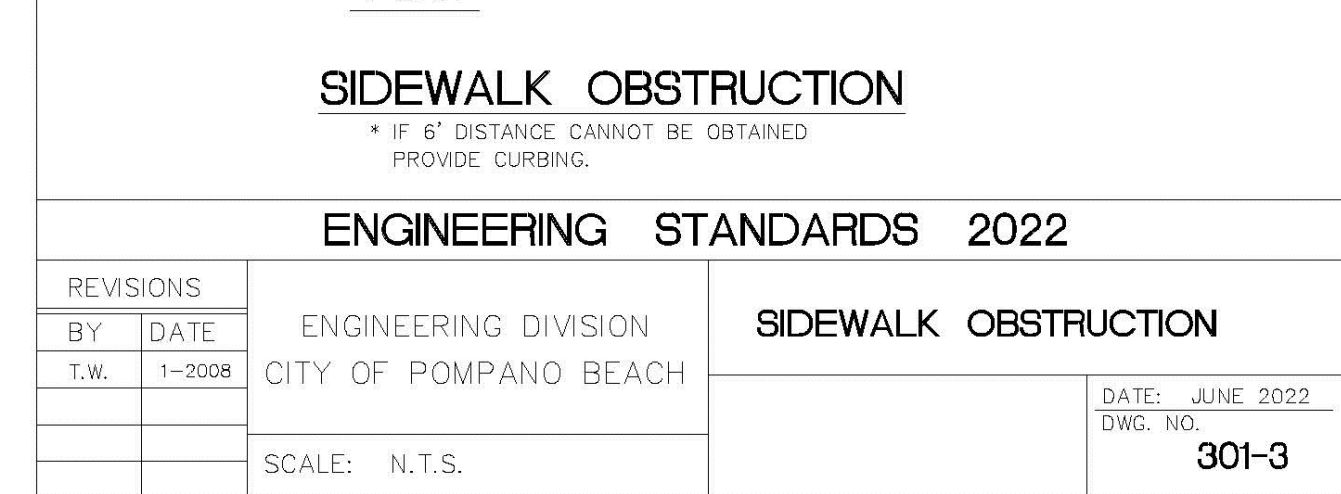 SIDEWALK OBSTRUCTION
* IF 6' DISTANCE CANNOT BE OBTAINED
PROVIDE CURBING.
ENGINEERING STANDARDS 2022
REVISIONS
BY DATE
T.W. 1-2008
ENGINEERING DIVISION
CITY OF POMPANO BEACH
SCALE: N.T.S.
SIDEWALK OBSTRUCTION
DATE: JUNE 2022
DWG. NO.
301-3